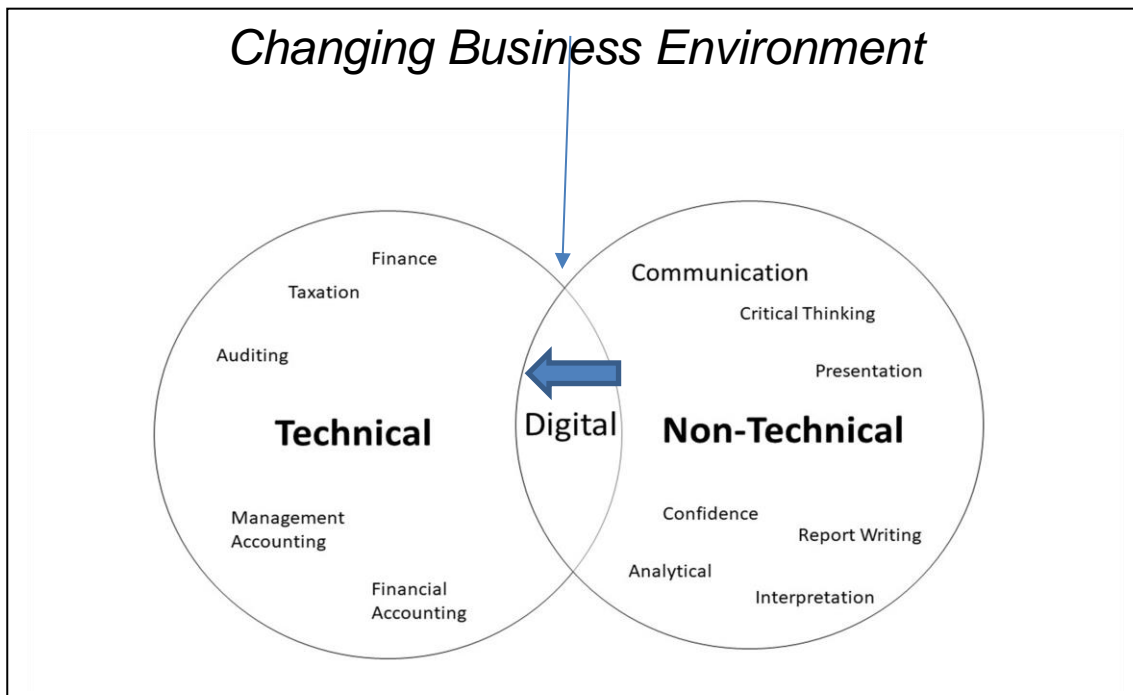 Changing Business Environment
Finance
Taxation
Auditing
Technical
Management
Accounting
Financial
Accounting
Digital
Communication
Critical Thinking
Presentation
Non-Technical
Confidence
Report Writing
Analytical
Interpretation